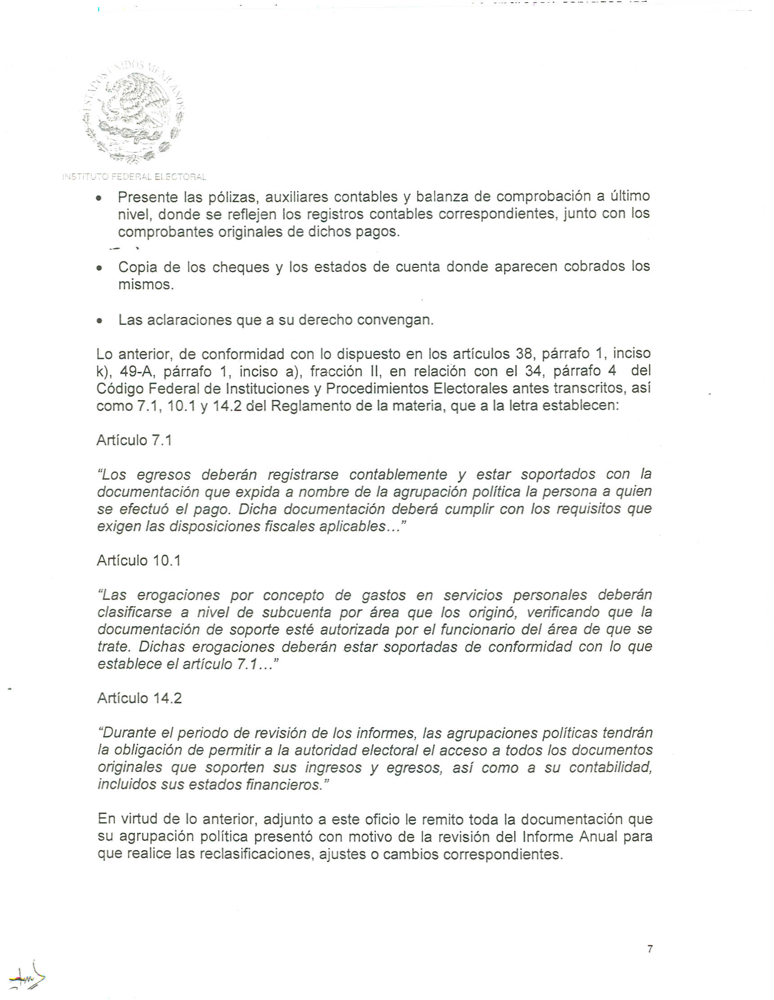 ESTADOS UNIDOS MEXICANOS
INSTITUTO FEDERAL ELECTORAL
• Presente las pólizas, auxiliares contables y balanza de comprobación a último
nivel, donde se reflejen los registros contables correspondientes, junto con los
comprobantes originales de dichos pagos.
• Copia de los cheques y los estados de cuenta donde aparecen cobrados los
mismos.
• Las aclaraciones que a su derecho convengan.
Lo anterior, de conformidad con lo dispuesto en los artículos 38, párrafo 1, inciso
k), 49-A, párrafo 1, inciso a), fracción II, en relación con el 34, párrafo 4 del
Código Federal de Instituciones y Procedimientos Electorales antes transcritos, así
como 7.1, 10.1 y 14.2 del Reglamento de la materia, que a la letra establecen:
Artículo 7.1
“Los egresos deberán registrarse contablemente y estar soportados con la
documentación que expida a nombre de la agrupación política la persona a quien
se efectuó el pago. Dicha documentación deberá cumplir con los requisitos que
exigen las disposiciones fiscales aplicables...”
Artículo 10.1
“Las erogaciones por concepto de gastos en servicios personales deberán
clasificarse a nivel de subcuenta por área que los originó, verificando que la
documentación de soporte esté autorizada por el funcionario del área de que se
trate. Dichas erogaciones deberán estar soportadas de conformidad con lo que
establece el artículo 7.1...”
Artículo 14.2
“Durante el periodo de revisión de los informes, las agrupaciones políticas tendrán
la obligación de permitir a la autoridad electoral el acceso a todos los documentos
originales que soporten sus ingresos y egresos, así como a su contabilidad,
incluidos sus estados financieros.”
En virtud de lo anterior, adjunto a este oficio le remito toda la documentación que
su agrupación política presentó con motivo de la revisión del Informe Anual para
que realice las reclasificaciones, ajustes o cambios correspondientes.
7